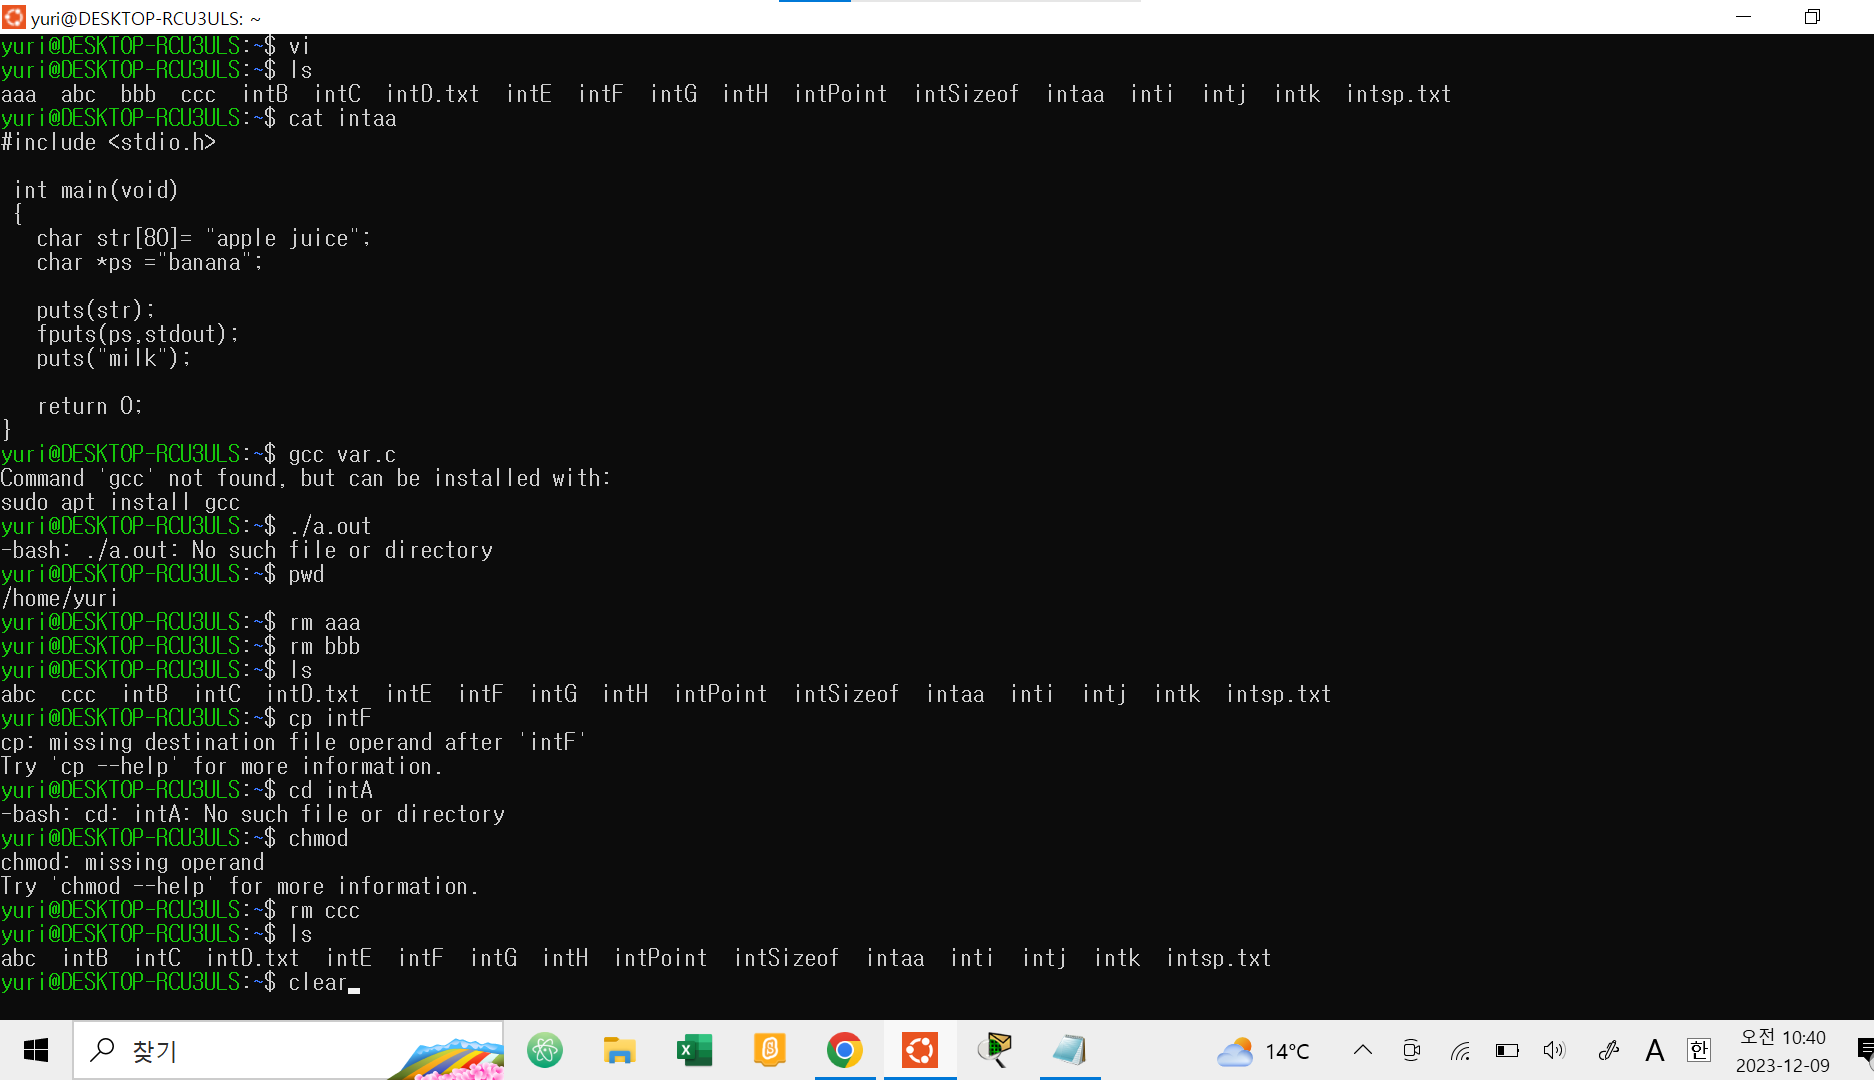 yuri@DESKTOP-RCU3ULS: ~
yuri@DESKTOP-RCU3ULS:~$ vi
yuri@DESKTOP-RCU3ULS:~$ ls
aaa  abc  bbb  ccc  intB  intC  intD.txt  intE  intF  intG  intH  intPoint  intSizeof  intaa  inti  intj  intk  intsp.txt
yuri@DESKTOP-RCU3ULS:~$ cat intaa
#include <stdio.h>
int main(void)
{
char str[80]= "apple juice";
char *ps ="banana";
puts(str);
fputs(ps,stdout);
puts("milk");
return 0;
}
yuri@DESKTOP-RCU3ULS:~$ gcc var.c
Command 'gcc' not found, but can be installed with:
sudo apt install gcc
yuri@DESKTOP-RCU3ULS:~$ ./a.out
-bash: ./a.out: No such file or directory
yuri@DESKTOP-RCU3ULS:~$ pwd
/home/yuri
yuri@DESKTOP-RCU3ULS:~$ rm aaa
yuri@DESKTOP-RCU3ULS:~$ rm bbb
yuri@DESKTOP-RCU3ULS:~$ ls
abc  ccc  intB  intC  intD.txt  intE  intF  intG  intH  intPoint  intSizeof  intaa  inti  intj  intk  intsp.txt
yuri@DESKTOP-RCU3ULS:~$ cp intF
cp: missing destination file operand after 'intF'
Try 'cp --help' for more information.
yuri@DESKTOP-RCU3ULS:~$ cd intA
-bash: cd: intA: No such file or directory
yuri@DESKTOP-RCU3ULS:~$ chmod
chmod: missing operand
Try 'chmod --help' for more information.
yuri@DESKTOP-RCU3ULS:~$ rm ccc
yuri@DESKTOP-RCU3ULS:~$ ls
abc  intB  intC  intD.txt  intE  intF  intG  intH  intPoint  intSizeof  intaa  inti  intj  intk  intsp.txt
yuri@DESKTOP-RCU3ULS:~$ clear
찾기
14°C
A
한
오전 10:40
2023-12-09